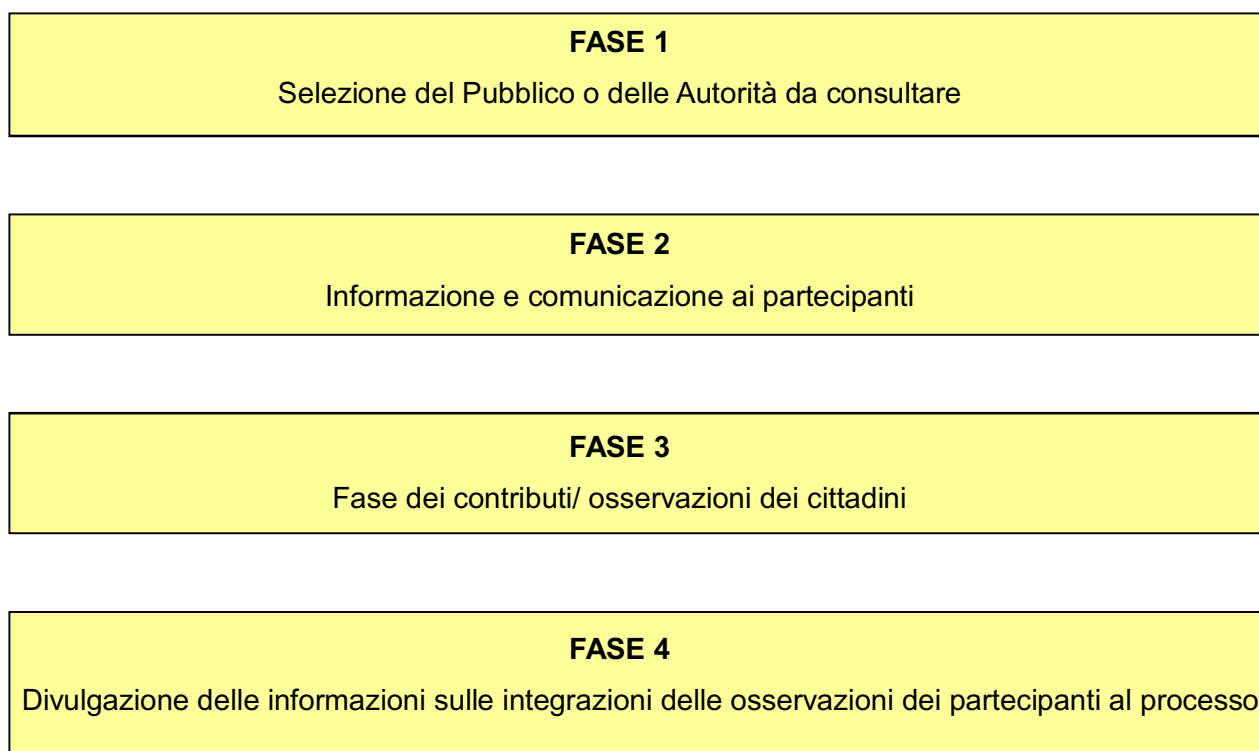 FASE 1
Selezione del Pubblico o delle Autorità da consultare
FASE 2
Informazione e comunicazione ai partecipanti
FASE 3
Fase dei contributi/ osservazioni dei cittadini
FASE 4
Divulgazione delle informazioni sulle integrazioni delle osservazioni dei partecipanti al processo